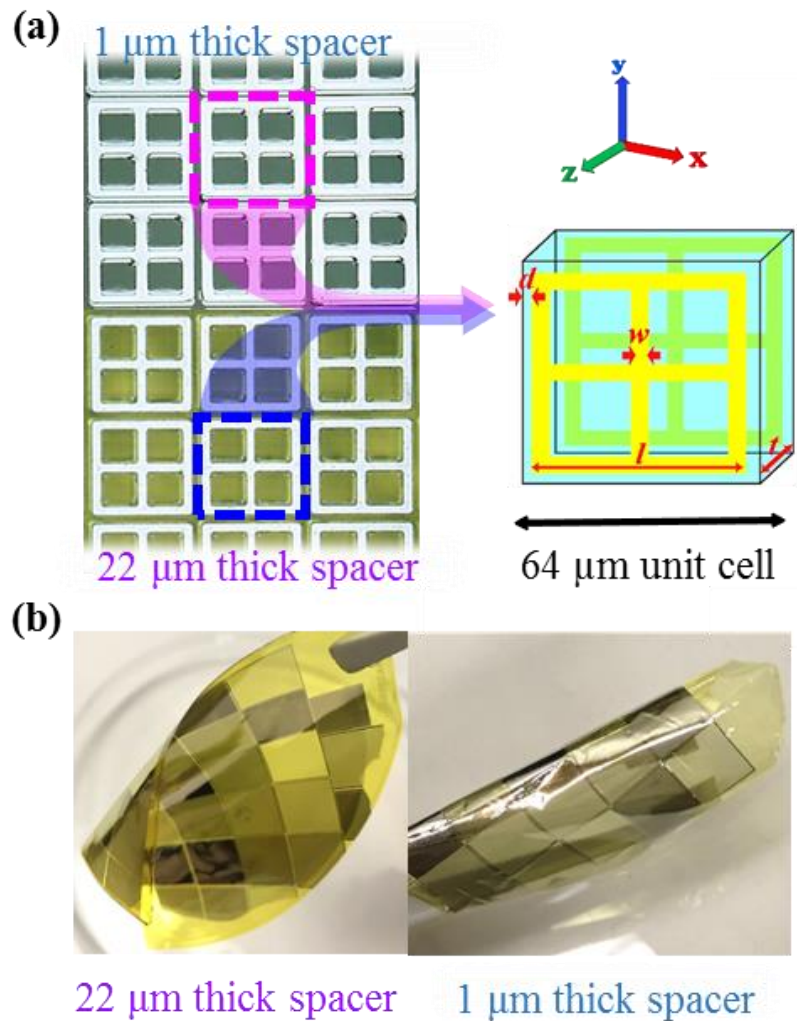 (a)
1 μm thick spacer
y
z
x
d
w
l
t
22 μm thick spacer
64 μm unit cell
(b)
22 μm thick spacer
1 μm thick spacer